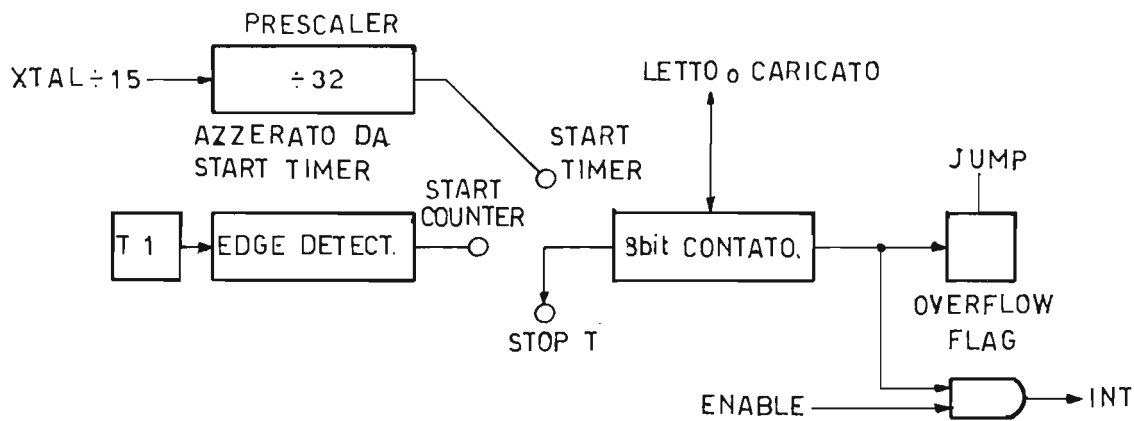 PRESCALER
XTAL÷15
÷32
AZZERATO DA
START TIMER
LETTO o CARICATO
START
TIMER
JUMP
START
COUNTER
T 1
EDGE DETECT.
8bit CONTATO.
OVERFLOW
FLAG
STOP T
ENABLE
INT